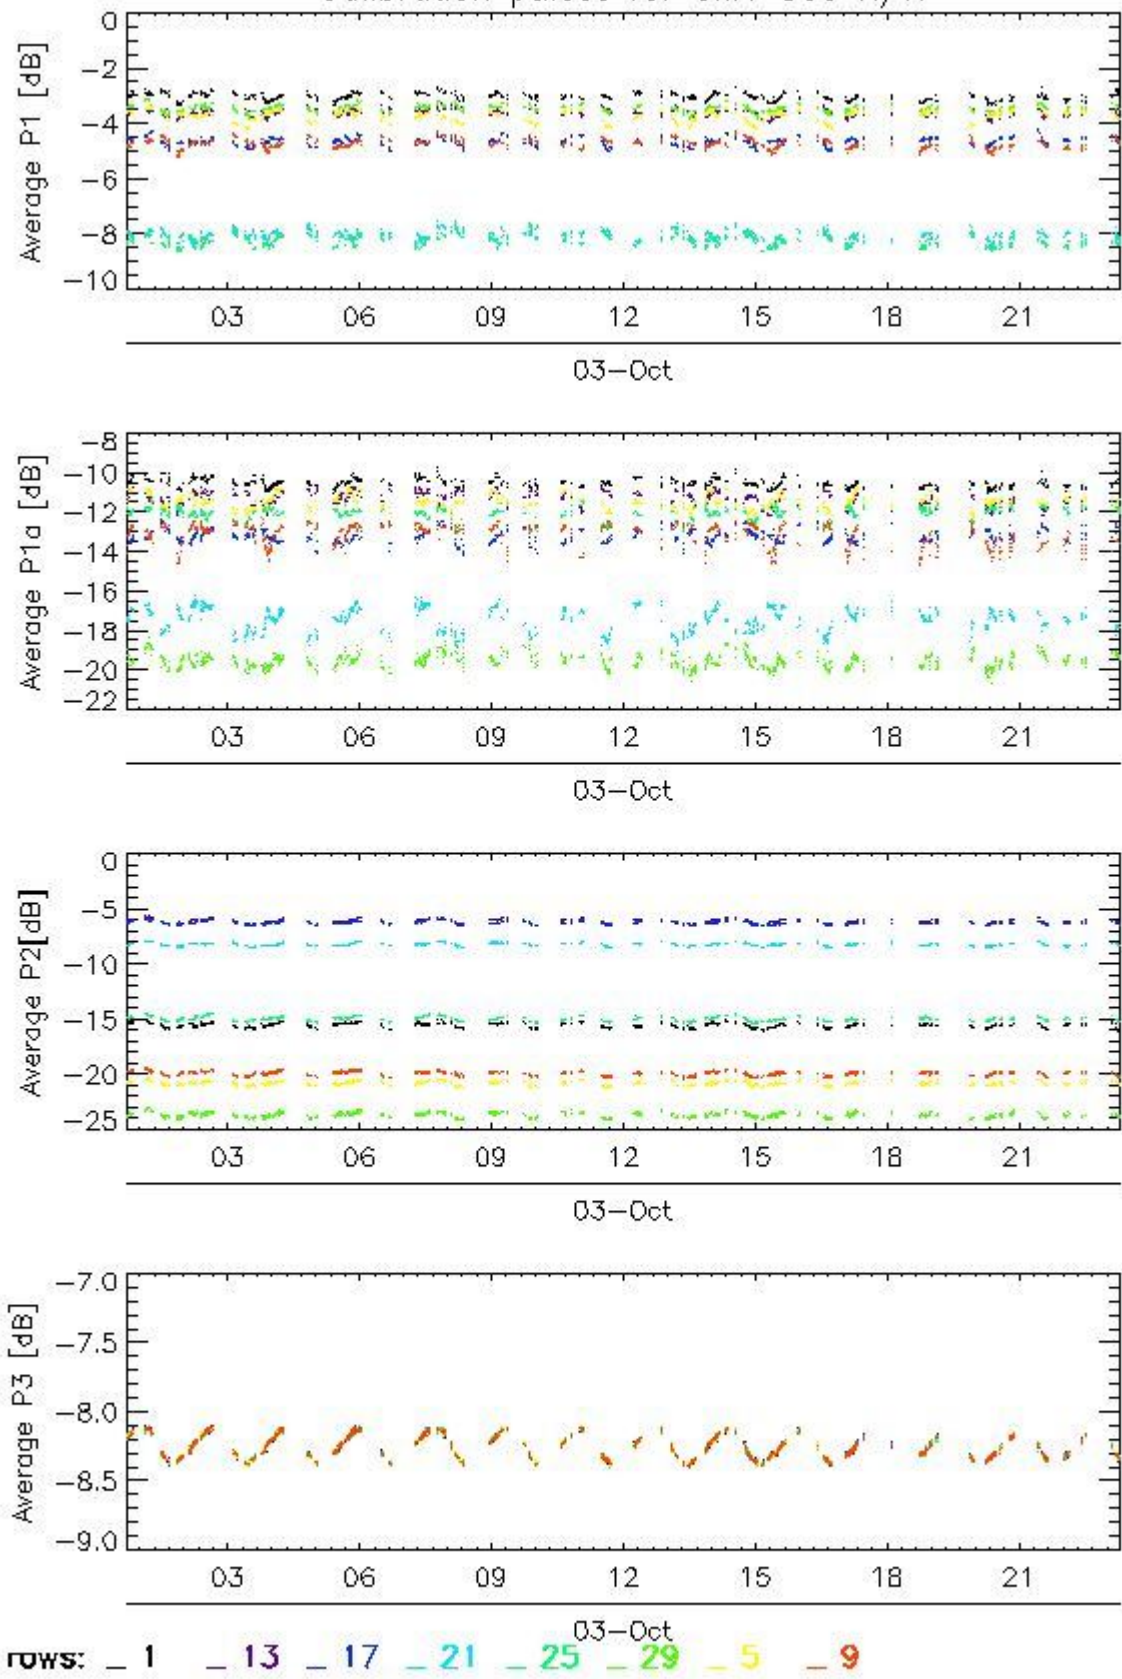 0
-2
-4
-6
-8
-10
Average P1 [dB]
03 06 09 12 15 18 21
03-Oct
-8
-10
-12
-14
-16
-18
-20
-22
Average P1a [dB]
03 06 09 12 15 18 21
03-Oct
0
-5
-10
-15
-20
-25
Average P2[dB]
03 06 09 12 15 18 21
03-Oct
-7.0
-7.5
-8.0
-8.5
-9.0
Average P3 [dB]
03 06 09 12 15 18 21
03-Oct
rows: _ 1 _ 13 _ 17 _ 21 _ 25 _ 29 _ 5 _ 9